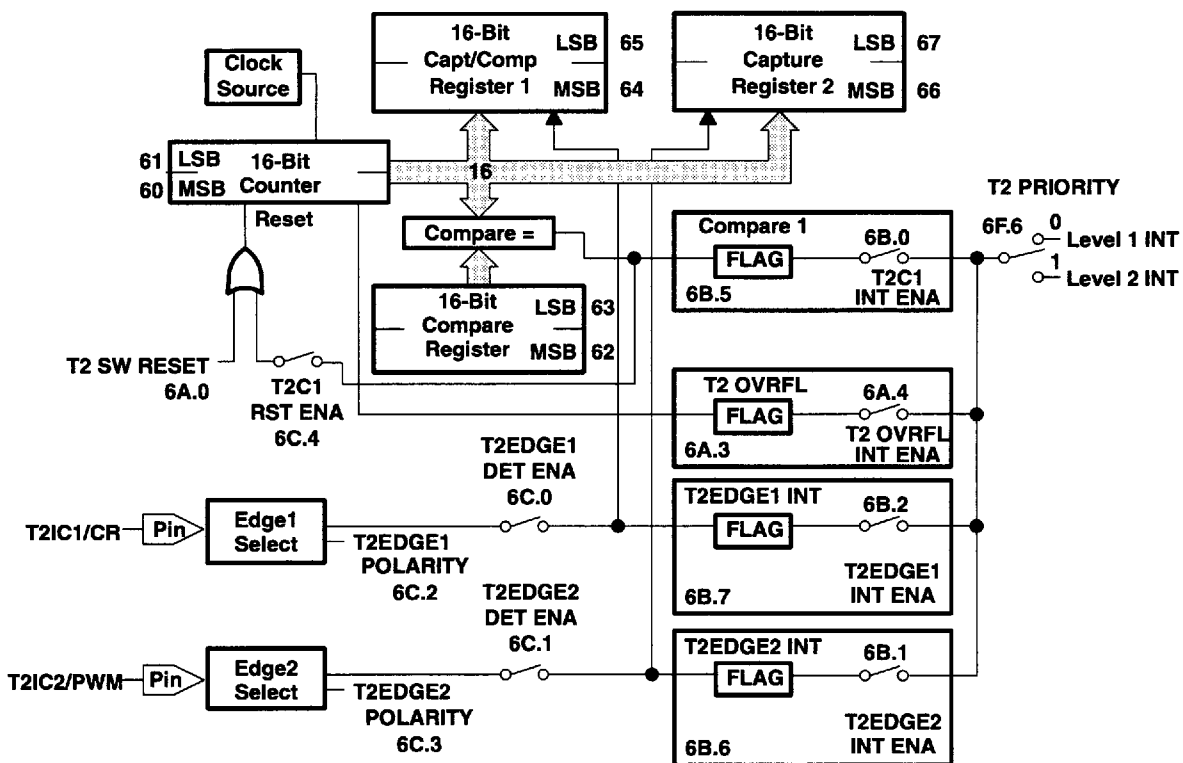 Clock
Source
16-Bit
Capt/Comp
Register 1
LSB
MSB
65
64
16-Bit
Capture
Register 2
LSB
MSB
67
66
61
60
LSB
MSB
16-Bit
Counter
Reset
16
Compare =
16-Bit
Compare
Register
LSB
MSB
63
62
T2 SW RESET
6A.0
T2C1
RST ENA
6C.4
Compare 1
FLAG
6B.5
6B.0
T2C1
INT ENA
T2 PRIORITY
6F.6
0
Level 1 INT
1
Level 2 INT
T2 OVRFL
FLAG
6A.3
6A.4
T2 OVRFL
INT ENA
T2EDGE1
DET ENA
6C.0
T2IC1/CR
Pin
Edge1
Select
T2EDGE1
POLARITY
6C.2
T2EDGE1 INT
FLAG
6B.7
6B.2
T2EDGE1
INT ENA
T2EDGE2
DET ENA
6C.1
T2IC2/PWM
Pin
Edge2
Select
T2EDGE2
POLARITY
6C.3
T2EDGE2 INT
FLAG
6B.6
6B.1
T2EDGE2
INT ENA